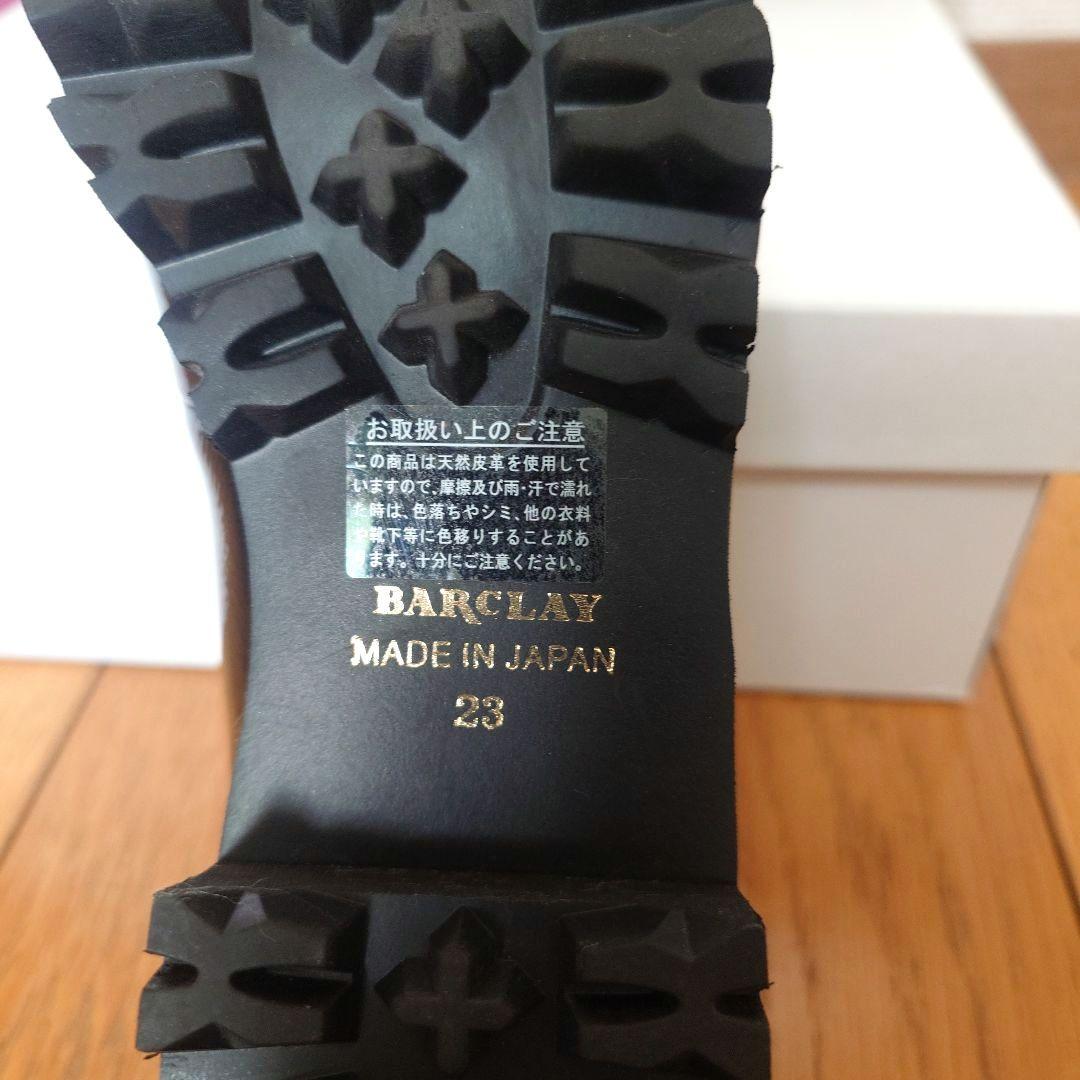 お取扱い上のご注意
この商品は天然皮革を使用して
いますので、摩擦及び雨・汗で濡れ
た時は、色落ちやシミ、他の衣料
や靴下等に色移りすることがあ
ります。十分にご注意ください。
BARCLAY
MADE IN JAPAN
23